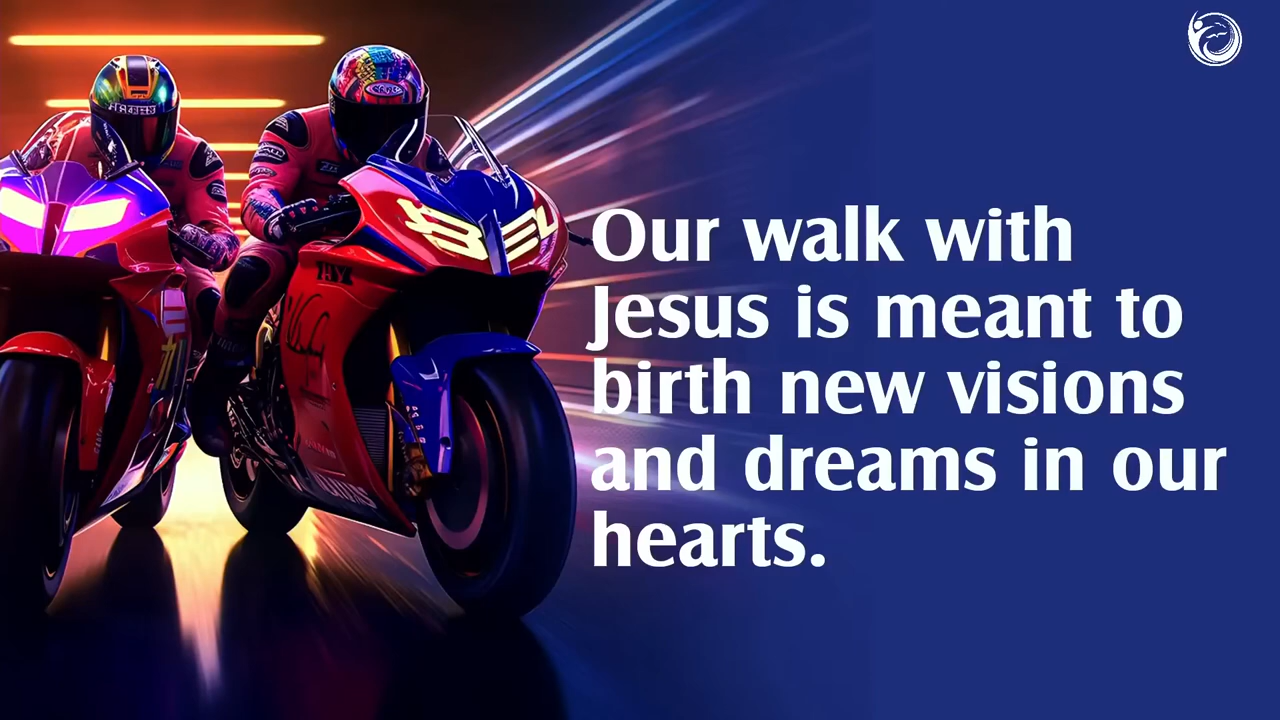 Our walk with
Jesus is meant to
birth new visions
and dreams in our
hearts.